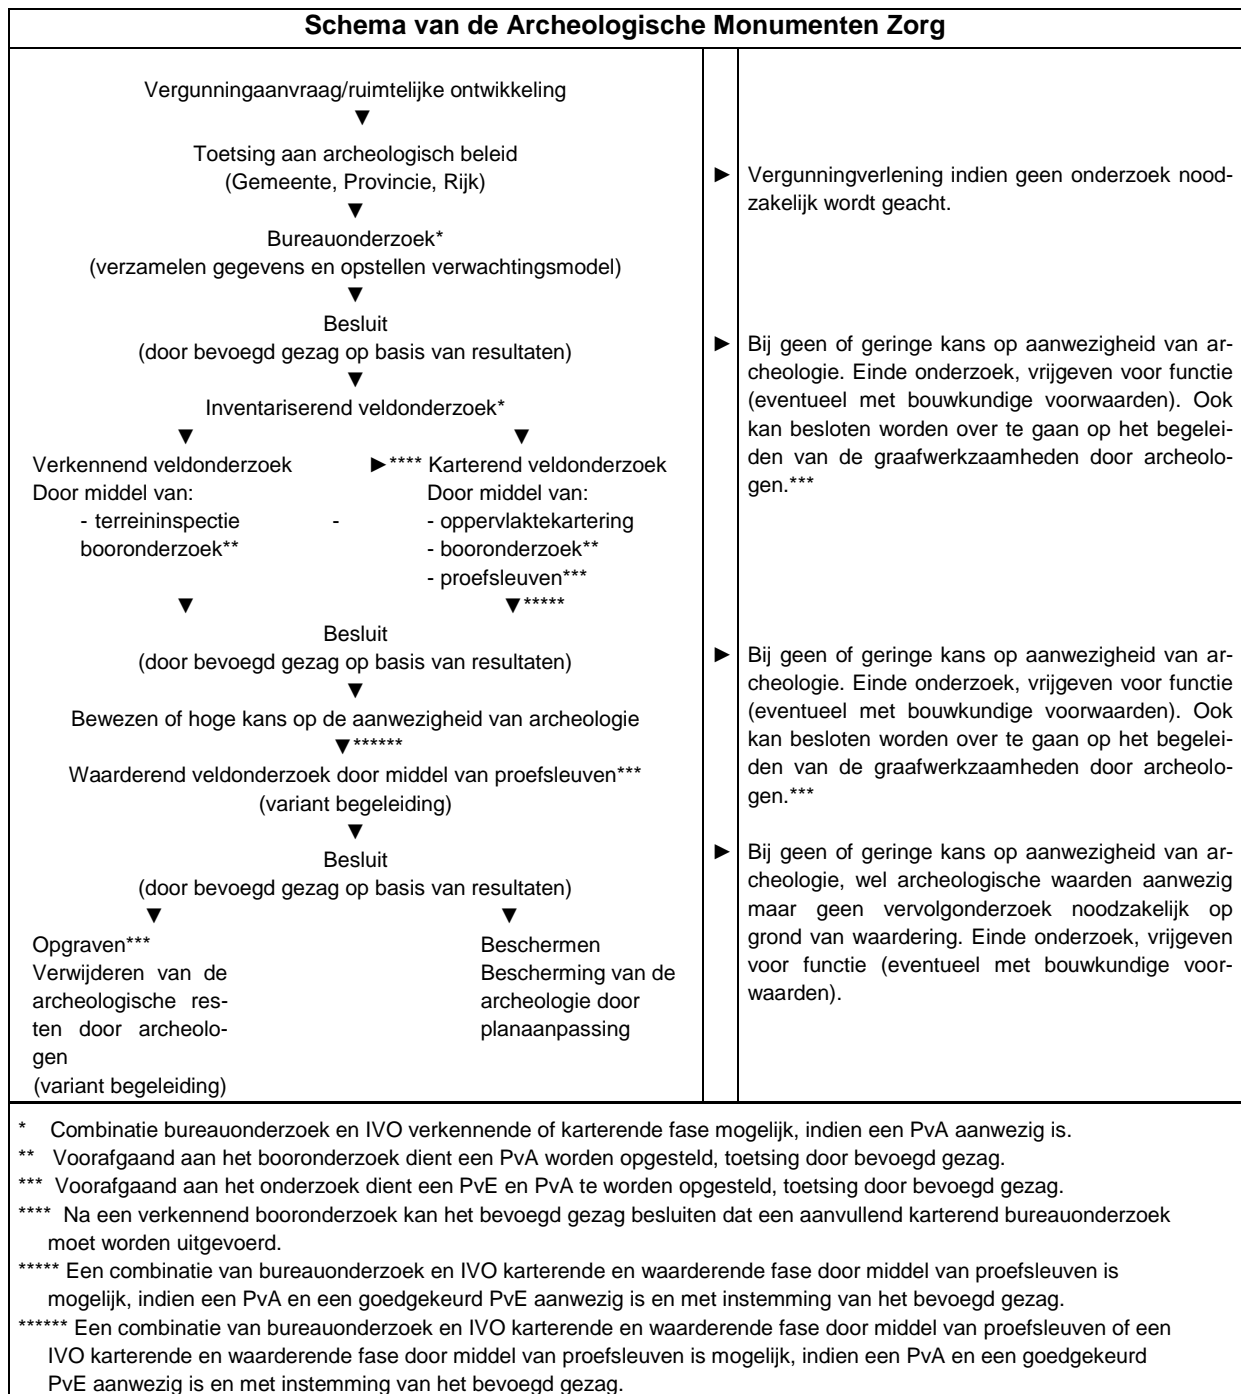 Schema van de Archeologische Monumenten Zorg
Vergunningaanvraag/ruimtelijke ontwikkeling
▼
Toetsing aan archeologisch beleid
(Gemeente, Provincie, Rijk)
▼
► Vergunningverlening indien geen onderzoek nood-
zakelijk wordt geacht.
Bureauonderzoek*
(verzamelen gegevens en opstellen verwachtingsmodel)
▼
Besluit
(door bevoegd gezag op basis van resultaten)
▼
► Bij geen of geringe kans op aanwezigheid van ar-
cheologie. Einde onderzoek, vrijgeven voor functie
(eventueel met bouwkundige voorwaarden). Ook
kan besloten worden over te gaan op het begelei-
den van de graafwerkzaamheden door archeolo-
gen.***
Inventariserend veldonderzoek*
▼ ▼
Verkennend veldonderzoek ►**** Karterend veldonderzoek
Door middel van: Door middel van:
- terreininspectie - - oppervlaktekartering
booronderzoek** - booronderzoek**
- proefsleuven***
▼ ▼*****
Besluit
(door bevoegd gezag op basis van resultaten)
▼
► Bij geen of geringe kans op aanwezigheid van ar-
cheologie. Einde onderzoek, vrijgeven voor functie
(eventueel met bouwkundige voorwaarden). Ook
kan besloten worden over te gaan op het begelei-
den van de graafwerkzaamheden door archeolo-
gen.***
Bewezen of hoge kans op de aanwezigheid van archeologie
▼******
Waarderend veldonderzoek door middel van proefsleuven***
(variant begeleiding)
▼
Besluit
(door bevoegd gezag op basis van resultaten)
▼ ▼
► Bij geen of geringe kans op aanwezigheid van ar-
cheologie, wel archeologische waarden aanwezig
maar geen vervolgonderzoek noodzakelijk op
grond van waardering. Einde onderzoek, vrijgeven
voor functie (eventueel met bouwkundige voor-
waarden).
Opgraven***
Verwijderen van de
archeologische res-
ten door archeolo-
gen
(variant begeleiding)
Beschermen
Bescherming van de
archeologie door
planaanpassing
* Combinatie bureauonderzoek en IVO verkennende of karterende fase mogelijk, indien een PvA aanwezig is.
** Voorafgaand aan het booronderzoek dient een PvA worden opgesteld, toetsing door bevoegd gezag.
*** Voorafgaand aan het onderzoek dient een PvE en PvA te worden opgesteld, toetsing door bevoegd gezag.
**** Na een verkennend booronderzoek kan het bevoegd gezag besluiten dat een aanvullend karterend bureauonderzoek
moet worden uitgevoerd.
***** Een combinatie van bureauonderzoek en IVO karterende en waarderende fase door middel van proefsleuven is
mogelijk, indien een PvA en een goedgekeurd PvE aanwezig is en met instemming van het bevoegd gezag.
****** Een combinatie van bureauonderzoek en IVO karterende en waarderende fase door middel van proefsleuven of een
IVO karterende en waarderende fase door middel van proefsleuven is mogelijk, indien een PvA en een goedgekeurd
PvE aanwezig is en met instemming van het bevoegd gezag.